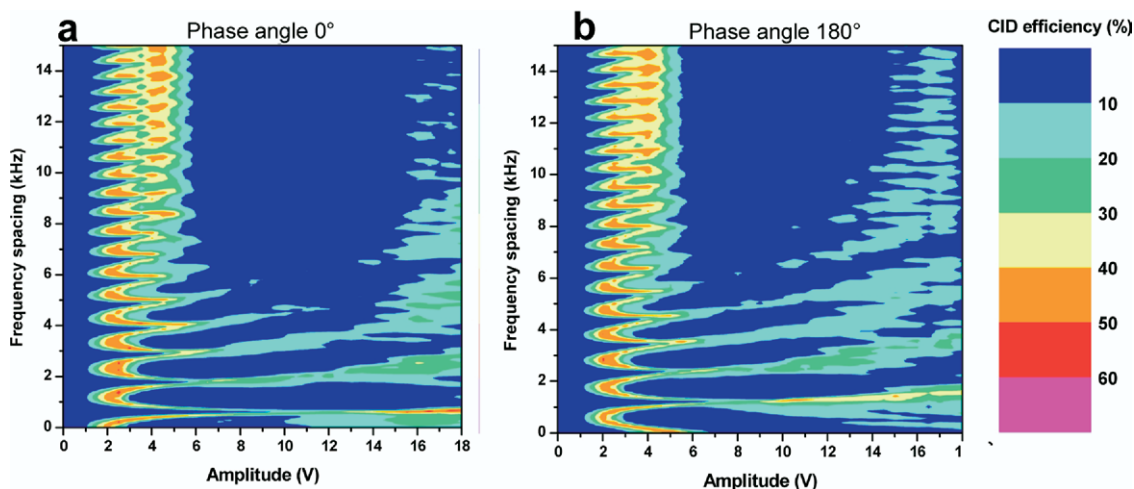 a
Phase angle 0°
Frequency spacing (kHz)
14
12
10
8
6
4
2
0
0 2 4 6 8 10 12 14 16 18
Amplitude (V)
b
Phase angle 180°
Frequency spacing (kHz)
14
12
10
8
6
4
2
0
0 2 4 6 8 10 12 14 16 1
Amplitude (V)
CID efficiency (%)
10
20
30
40
50
60